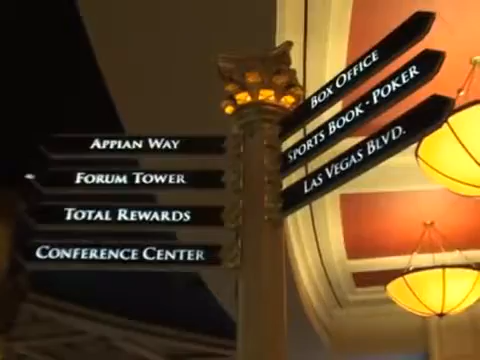 APPIAN WAY
FORUM TOWER
TOTAL REWARDS
CONFERENCE CENTER
BOX OFFICE
SPORTS BOOK - POKER
LAS VEGAS BLVD.